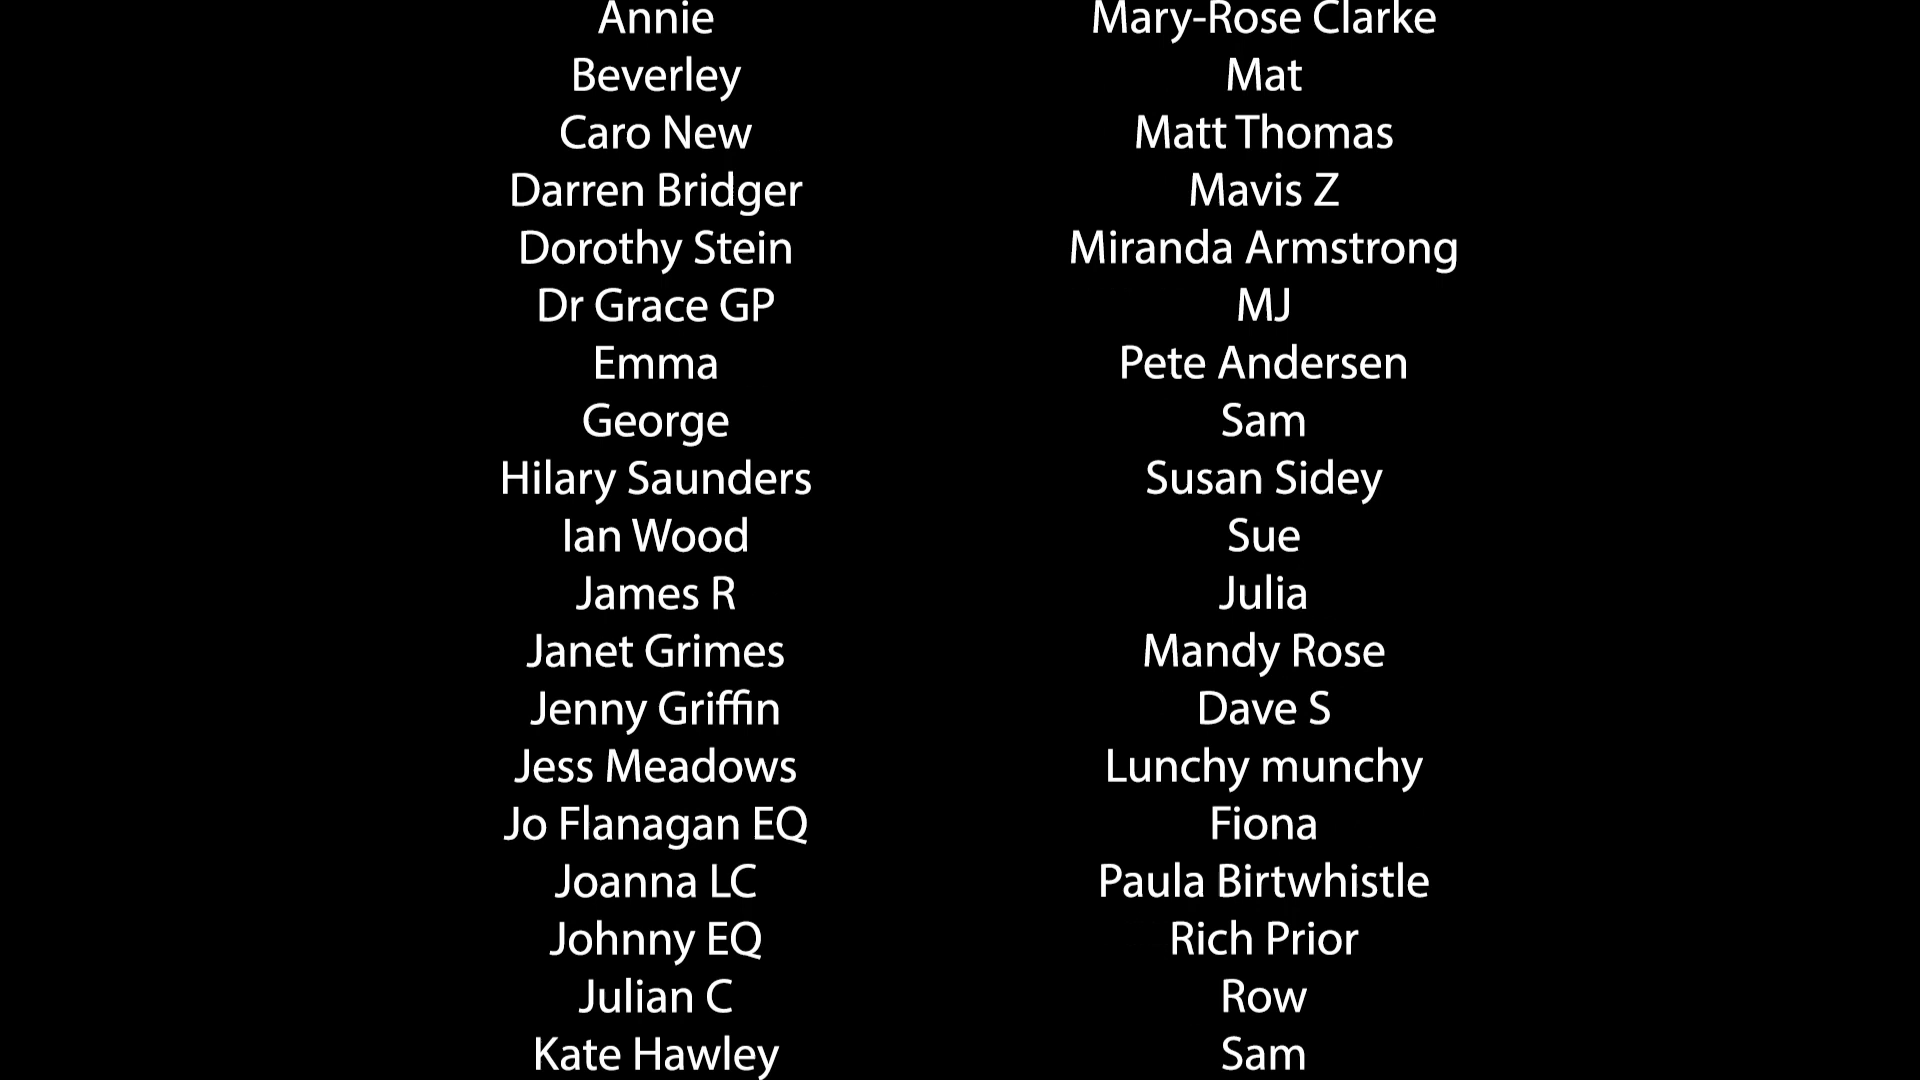 Annie
Beverley
Caro New
Darren Bridger
Dorothy Stein
Dr Grace GP
Emma
George
Hilary Saunders
Ian Wood
James R
Janet Grimes
Jenny Griffin
Jess Meadows
Jo Flanagan EQ
Joanna LC
Johnny EQ
Julian C
Kate Hawley
Mary-Rose Clarke
Mat
Matt Thomas
Mavis Z
Miranda Armstrong
MJ
Pete Andersen
Sam
Susan Sidey
Sue
Julia
Mandy Rose
Dave S
Lunchy munchy
Fiona
Paula Birtwhistle
Rich Prior
Row
Sam